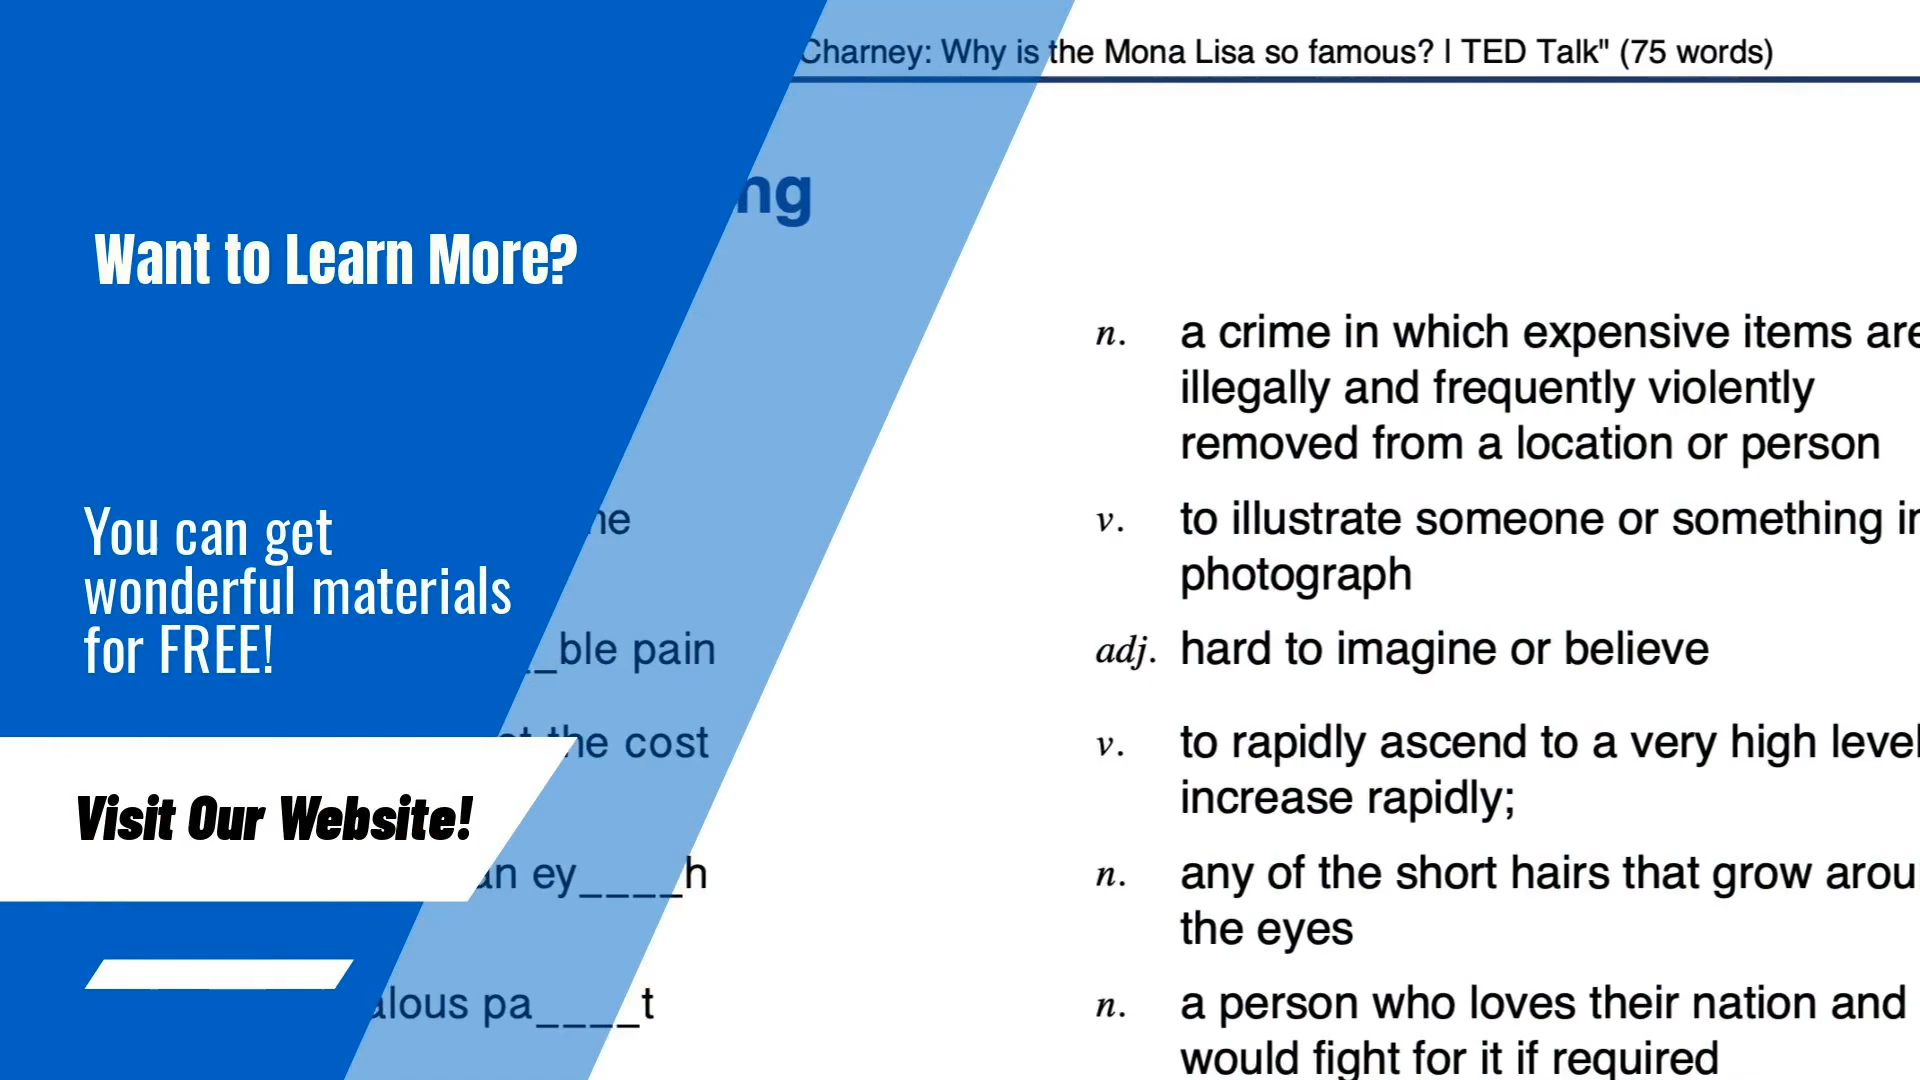 Charney: Why is the Mona Lisa so famous? | TED Talk" (75 words)
ng
Want to Learn More?
You can get
wonderful materials
for FREE!
Visit Our Website!
ne
_ble pain
the cost
an ey____h
alous pa____t
n. a crime in which expensive items are
illegally and frequently violently
removed from a location or person
v. to illustrate someone or something in
photograph
adj. hard to imagine or believe
v. to rapidly ascend to a very high level
increase rapidly;
n. any of the short hairs that grow arou
the eyes
n. a person who loves their nation and
would fight for it if required